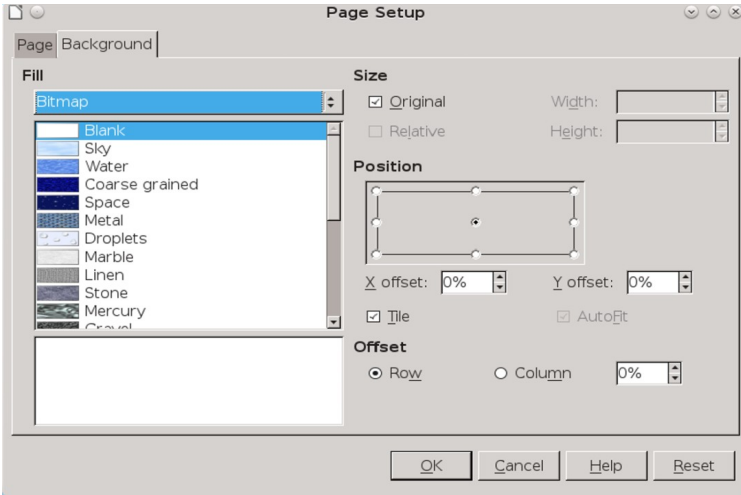 Page Setup
Page Background
Fill
Bitmap
Blank
Sky
Water
Coarse grained
Space
Metal
Droplets
Marble
Linen
Stone
Mercury
Gravel
Size
Original
Width:
Relative
Height:
Position
X offset: 0%
Y offset: 0%
Tile
AutoFit
Offset
Row
Column
0%
OK
Cancel
Help
Reset